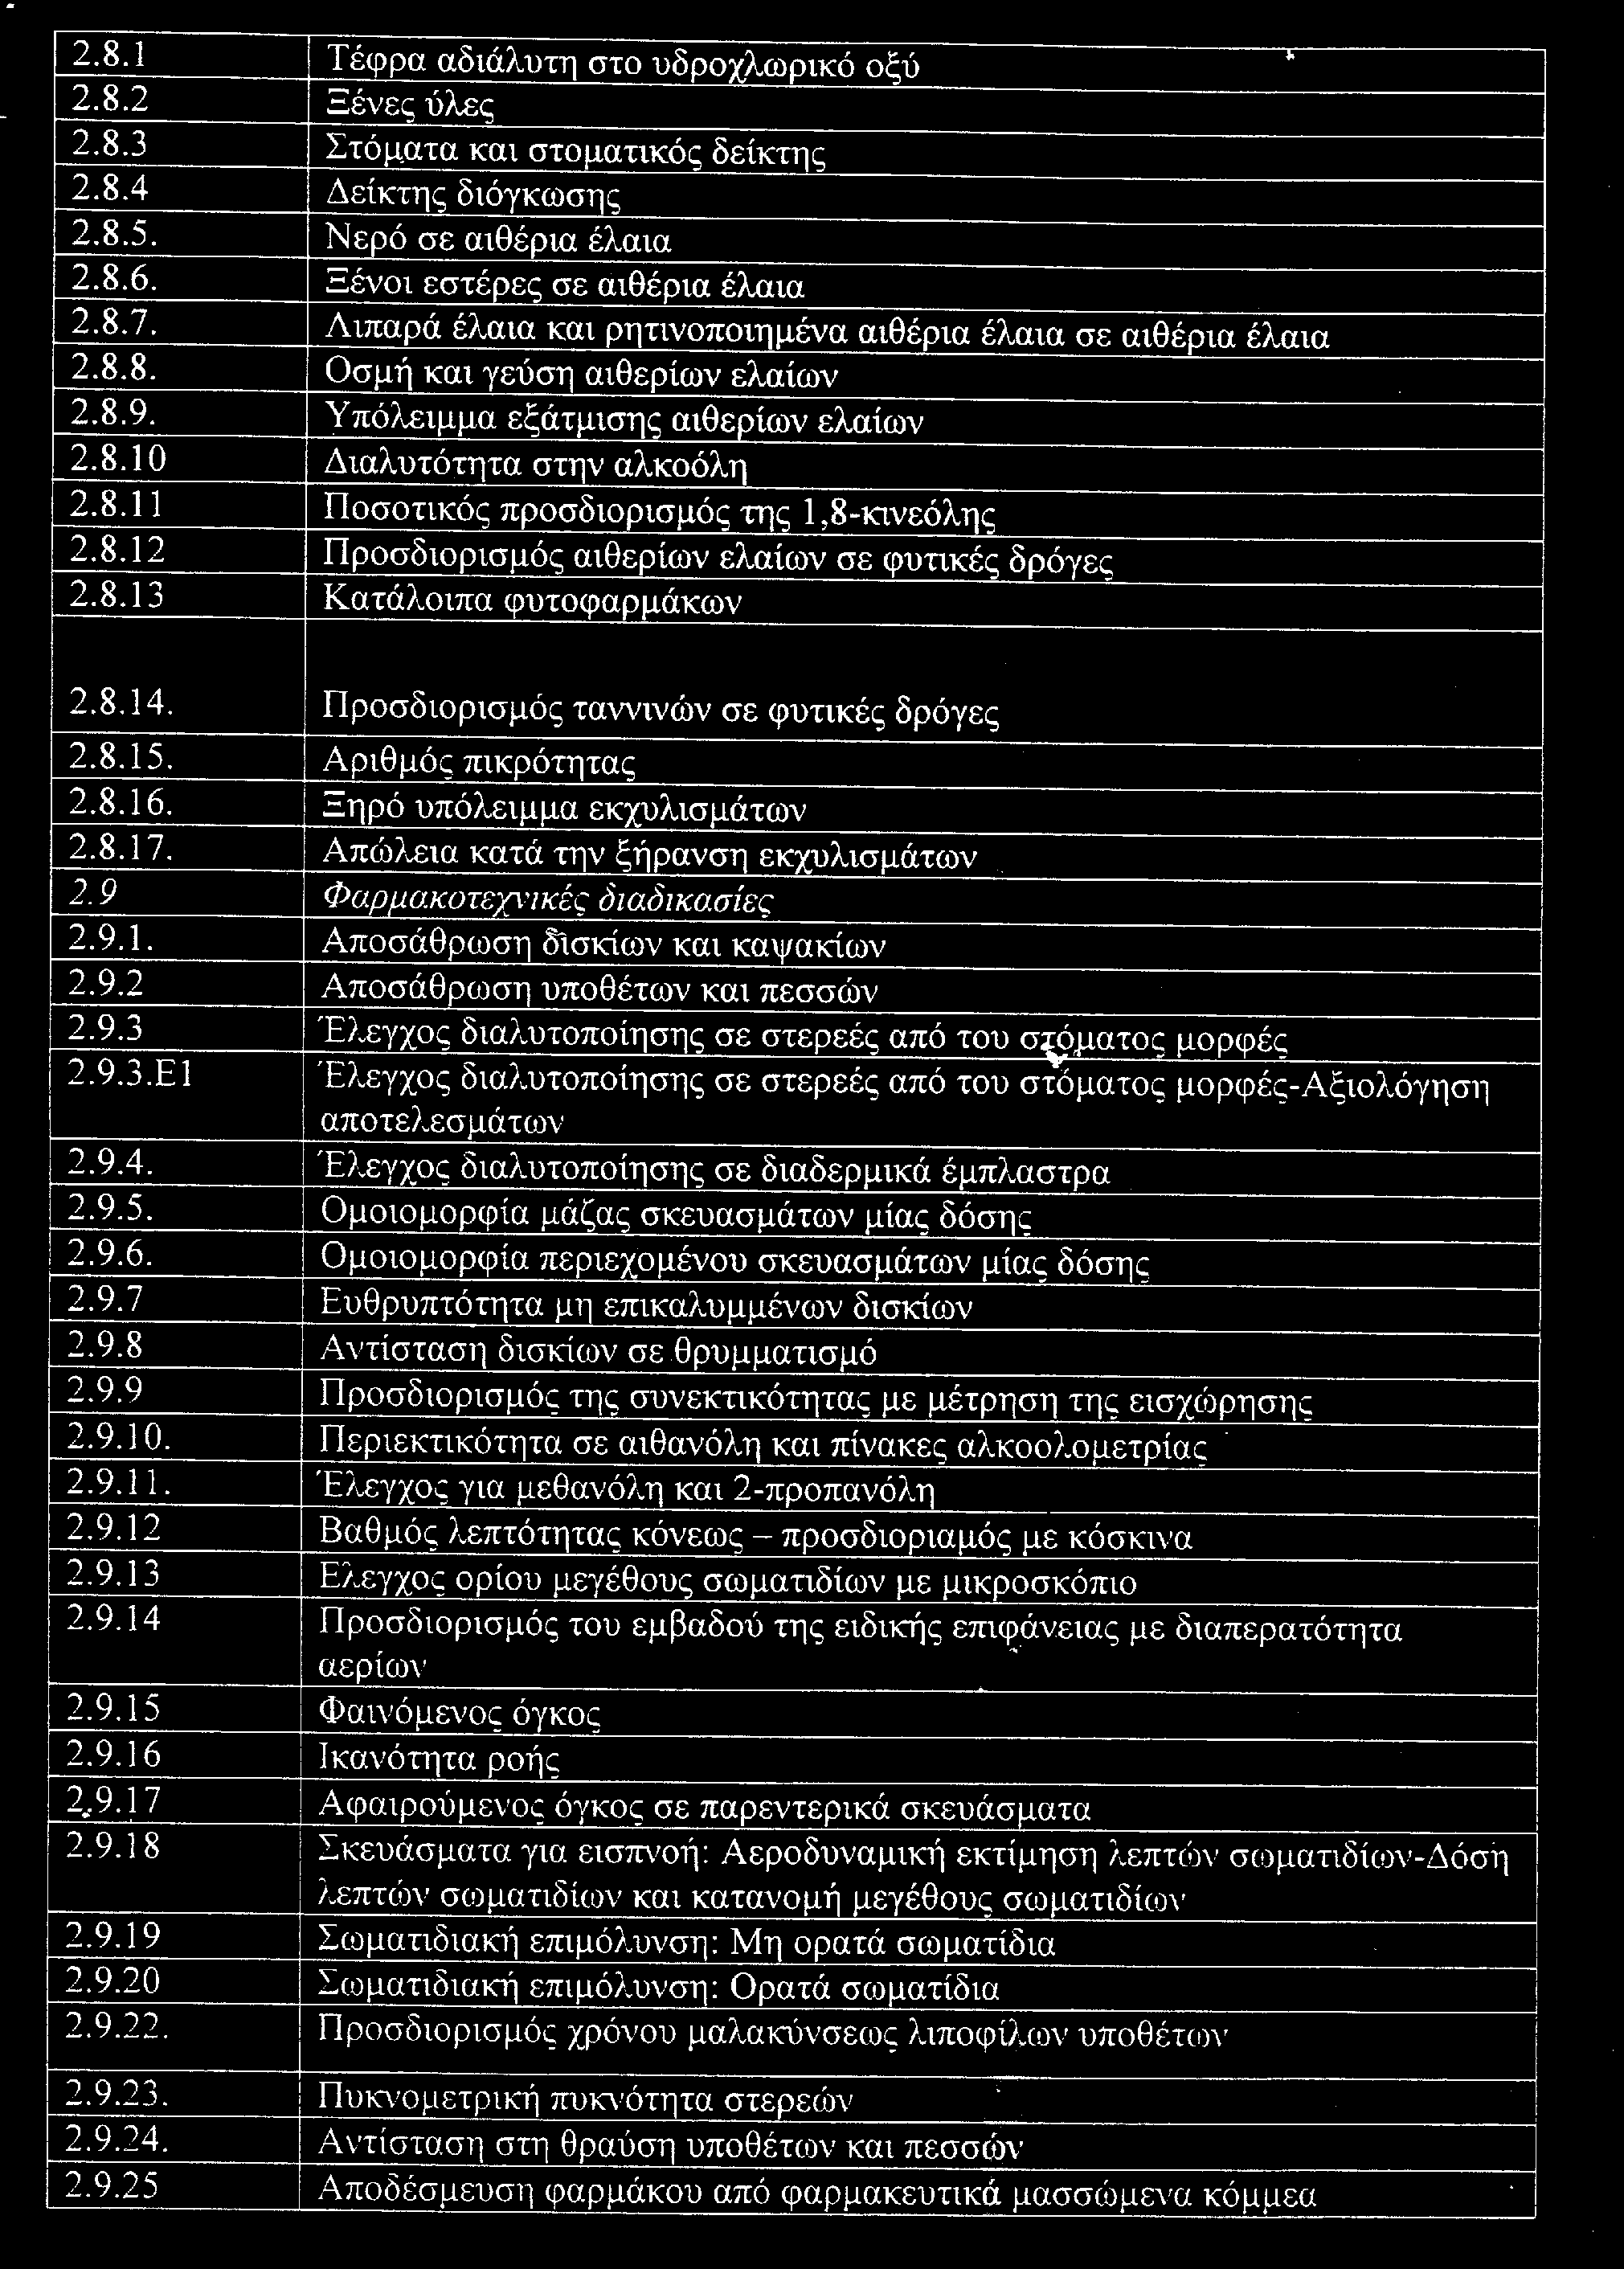 2.8.1 Τέφρα αδιάλυτη στο υδροχλωρικό οξύ
2.8.2 Ξένες ύλες
2.8.3 Στόματα και στοματικός δείκτης
2.8.4 Δείκτης διόγκωσης
2.8.5. Νερό σε αιθέρια έλαια
2.8.6. Ξένοι εστέρες σε αιθέρια έλαια
2.8.7. Λιπαρά έλαια και ρητινοποιημένα αιθέρια έλαια σε αιθέρια έλαια
2.8.8. Οσμή και γεύση αιθερίων ελαίων
2.8.9. Υπόλειμμα εξάτμισης αιθερίων ελαίων
2.8.10 Διαλυτότητα στην αλκοόλη
2.8.11 Ποσοτικός προσδιορισμός της 1,8-κινεόλης
2.8.12 Προσδιορισμός αιθερίων ελαίων σε φυτικές δρόγες
2.8.13 Κατάλοιπα φυτοφαρμάκων
2.8.14. Προσδιορισμός ταννινών σε φυτικές δρόγες
2.8.15. Αριθμός πικρότητας
2.8.16. Ξηρό υπόλειμμα εκχυλισμάτων
2.8.17. Απώλεια κατά την ξήρανση εκχυλισμάτων
2.9 Φαρμακοτεχνικές διαδικασίες
2.9.1. Αποσάθρωση δισκίων και καψακίων
2.9.2 Αποσάθρωση υποθέτων και πεσσών
2.9.3 Έλεγχος διαλυτοποίησης σε στερεές από του στόματος μορφές
2.9.3.Ε1 Έλεγχος διαλυτοποίησης σε στερεές από του στόματος μορφές-Αξιολόγηση
αποτελεσμάτων
2.9.4. Έλεγχος διαλυτοποίησης σε διαδερμικά έμπλαστρα
2.9.5. Ομοιομορφία μάζας σκευασμάτων μίας δόσης
2.9.6. Ομοιομορφία περιεχομένου σκευασμάτων μίας δόσης
2.9.7 Ευθρυπτότητα μη επικαλυμμένων δισκίων
2.9.8 Αντίσταση δισκίων σε θρυμματισμό
2.9.9 Προσδιορισμός της συνεκτικότητας με μέτρηση της εισχώρησης
2.9.10. Περιεκτικότητα σε αιθανόλη και πίνακες αλκοολομετρίας
2.9.11. Έλεγχος για μεθανόλη και 2-προπανόλη
2.9.12 Βαθμός λεπτότητας κόνεως – προσδιοριαμός με κόσκινα
2.9.13 Ελεγχος ορίου μεγέθους σωματιδίων με μικροσκόπιο
2.9.14 Προσδιορισμός του εμβαδού της ειδικής επιφάνειας με διαπερατότητα
αερίων
2.9.15 Φαινόμενος όγκος
2.9.16 Ικανότητα ροής
2.9.17 Αφαιρούμενος όγκος σε παρεντερικά σκευάσματα
2.9.18 Σκευάσματα για εισπνοή: Αεροδυναμική εκτίμηση λεπτών σωματιδίων-Δόση
λεπτών σωματιδίων και κατανομή μεγέθους σωματιδίων
2.9.19 Σωματιδιακή επιμόλυνση: Μη ορατά σωματίδια
2.9.20 Σωματιδιακή επιμόλυνση: Ορατά σωματίδια
2.9.22. Προσδιορισμός χρόνου μαλακύνσεως λιποφίλων υποθέτων
2.9.23. Πυκνομετρική πυκνότητα στερεών
2.9.24. Αντίσταση στη θραύση υποθέτων και πεσσών
2.9.25 Αποδέσμευση φαρμάκου από φαρμακευτικά μασσώμενα κόμμεα